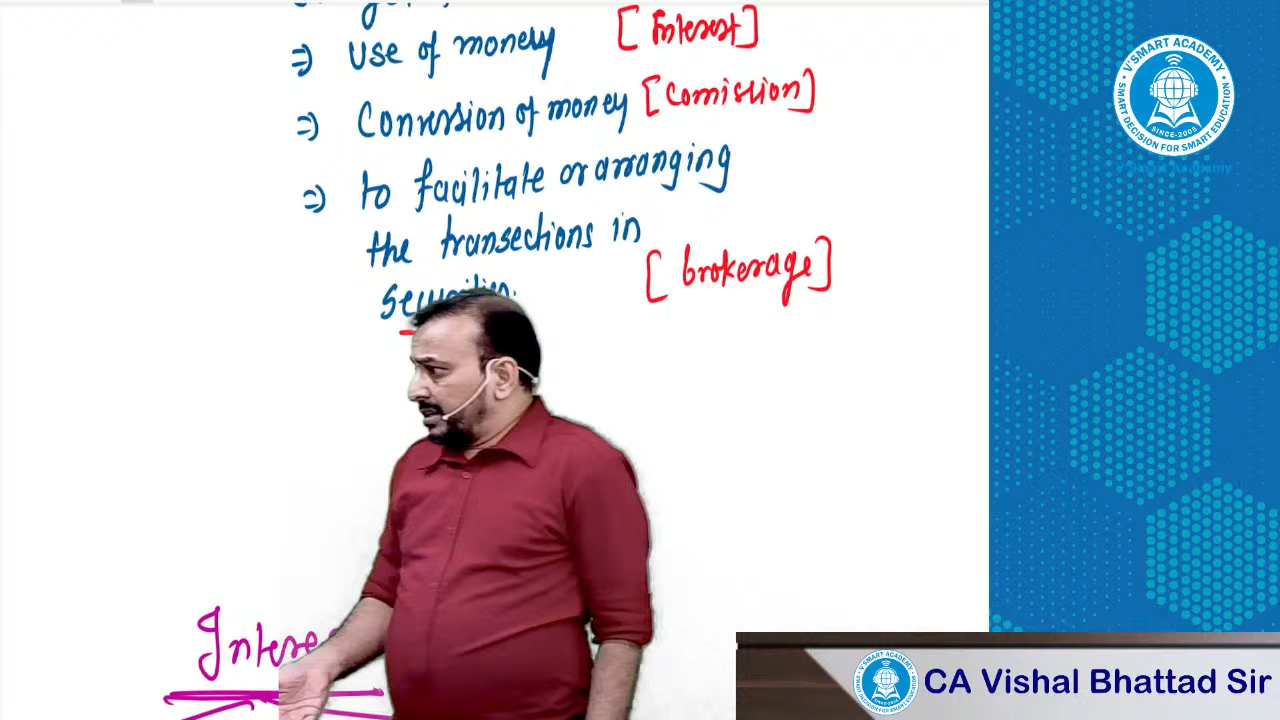 ⇒ Use of money [Interest]
⇒ Conversion of money [Comission]
⇒ to facilitate or arranging
the transections in
securities. [brokerage]
V'SMART ACADEMY
SINCE-2005
SMART DECISION FOR SMART EDUCATION
CA Vishal Bhattad Sir